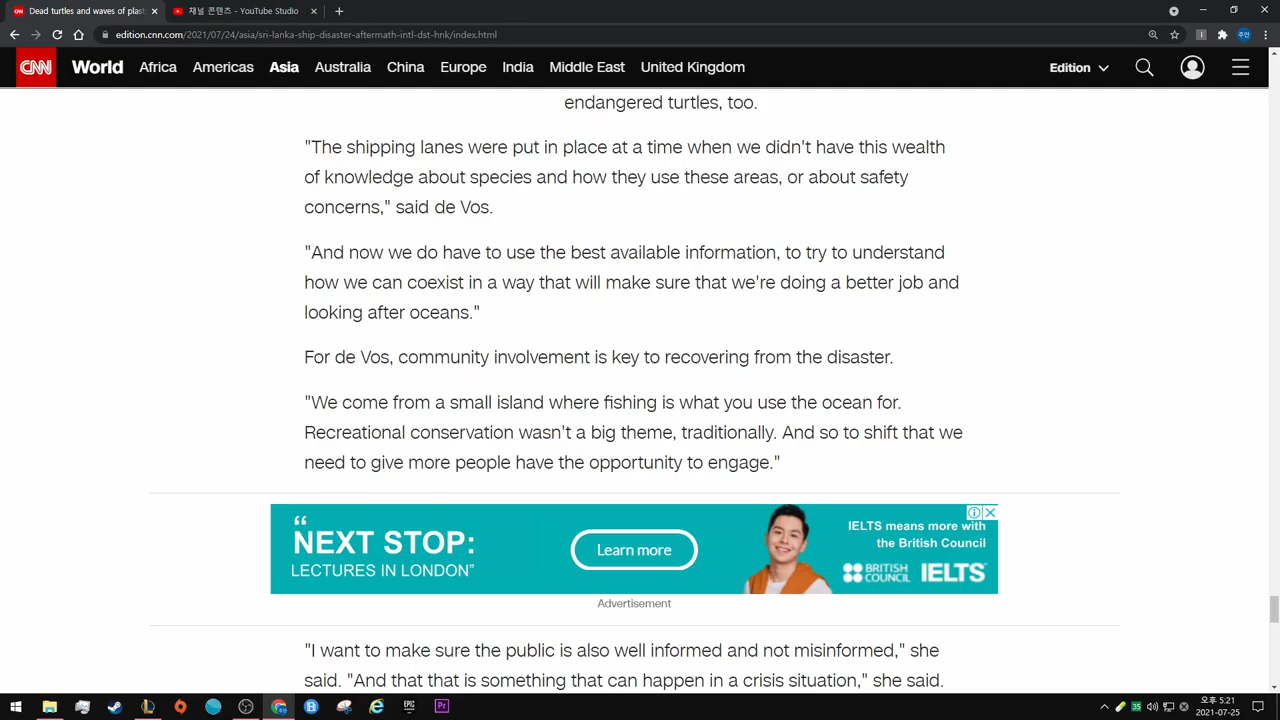 Dead turtles and waves of plast
채널 콘텐츠 - YouTube Studio
edition.cnn.com/2021/07/24/asia/sri-lanka-ship-disaster-aftermath-intl-dst-hnk/index.html
주안
CNN World Africa Americas Asia Australia China Europe India Middle East United Kingdom Edition
endangered turtles, too.
"The shipping lanes were put in place at a time when we didn't have this wealth
of knowledge about species and how they use these areas, or about safety
concerns," said de Vos.
"And now we do have to use the best available information, to try to understand
how we can coexist in a way that will make sure that we're doing a better job and
looking after oceans."
For de Vos, community involvement is key to recovering from the disaster.
"We come from a small island where fishing is what you use the ocean for.
Recreational conservation wasn't a big theme, traditionally. And so to shift that we
need to give more people have the opportunity to engage."
“
NEXT STOP:
LECTURES IN LONDON”
Learn more
IELTS means more with
the British Council
BRITISH COUNCIL IELTS
Advertisement
"I want to make sure the public is also well informed and not misinformed," she
said. "And that that is something that can happen in a crisis situation," she said.
EPIC
Pr
35
오후 5:21
2021-07-25